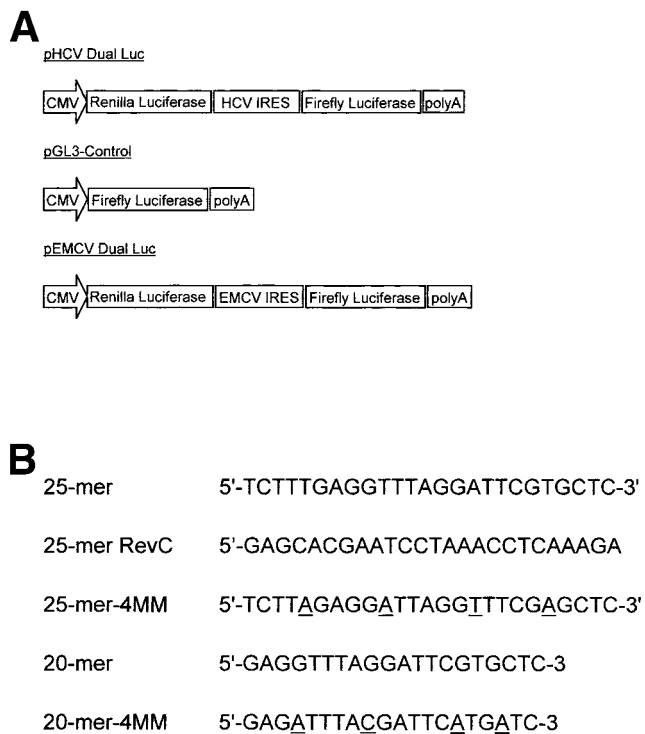 A
pHCV Dual Luc
CMV Renilla Luciferase HCV IRES Firefly Luciferase polyA
pGL3-Control
CMV Firefly Luciferase polyA
pEMCV Dual Luc
CMV Renilla Luciferase EMCV IRES Firefly Luciferase polyA
B
25-mer 5'-TCTTTGAGGTTTAGGATTCGTGCTC-3'
25-mer RevC 5'-GAGCACGAATCCTAAACCTCAAAGA
25-mer-4MM 5'-TCTTAGAGGATTAGGTTTCGAGCTC-3'
20-mer 5'-GAGGTTTAGGATTCGTGCTC-3
20-mer-4MM 5'-GAGATTTACGATTCATGATC-3